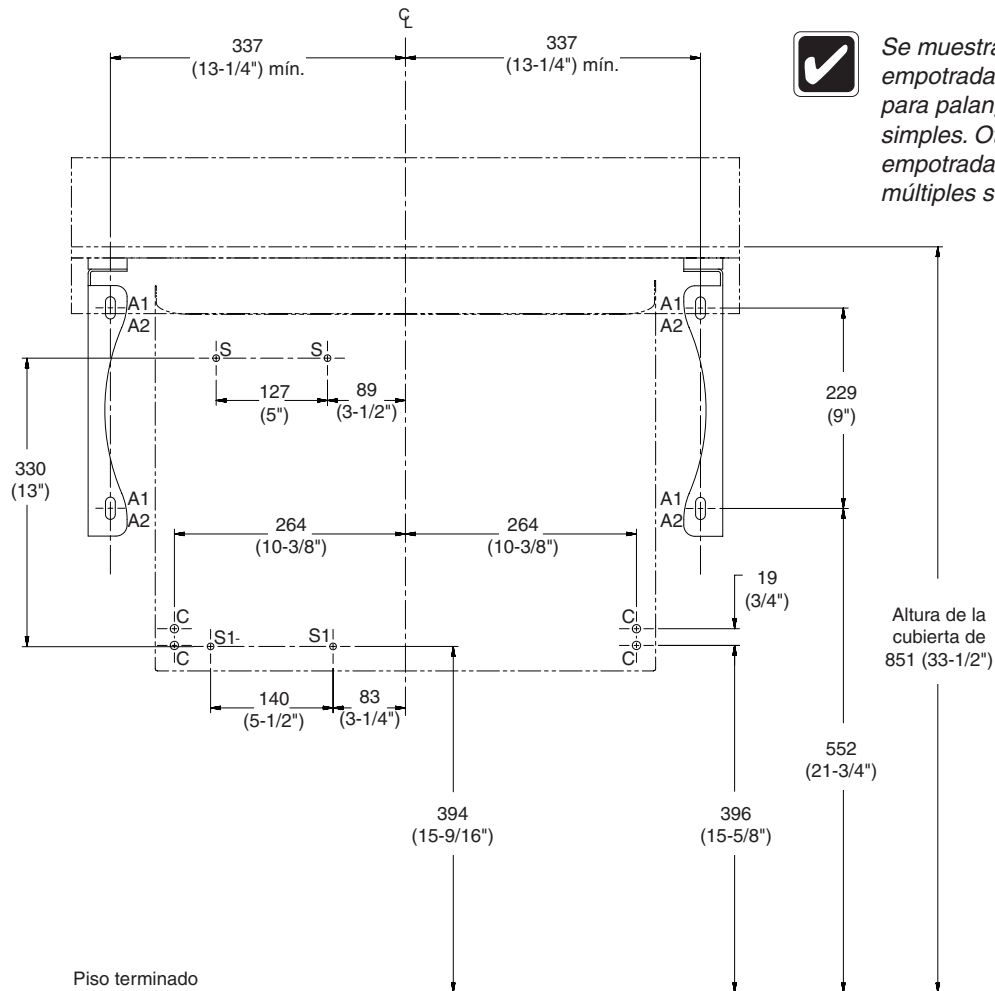 ℄
337
(13-1/4") mín.
337
(13-1/4") mín.
Se muestra
empotrada
para palan
simples. Ot
empotrada
múltiples s
A1
A2
A1
A2
S
S
127
(5")
89
(3-1/2")
229
(9")
330
(13")
A1
A2
A1
A2
264
(10-3/8")
264
(10-3/8")
19
(3/4")
C
C
S1-
S1
C
C
Altura de la
cubierta de
851 (33-1/2")
140
(5-1/2")
83
(3-1/4")
552
(21-3/4")
394
(15-9/16")
396
(15-5/8")
Piso terminado